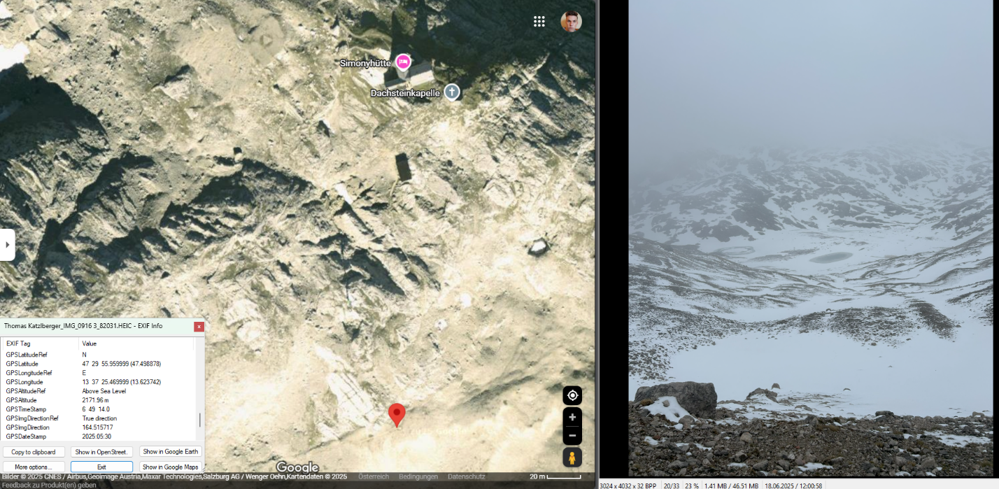 Simonyhütte
Dachsteinkapelle
Thomas Katzlberger_IMG_0916 3_82031.HEIC - EXIF Info
x
EXIF Tag Value
GPSLatitudeRef N
GPSLatitude 47 29 55.959999 (47.498878)
GPSLongitudeRef E
GPSLongitude 13 37 25.469999 (13.623742)
GPSAltitudeRef Above Sea Level
GPSAltitude 2171.96 m
GPSTimeStamp 6 49 14.0
GPSImgDirectionRef True direction
GPSImgDirection 164.515717
GPSDateStamp 2025:05:30
Copy to clipboard Show in OpenStreet. Show in Google Earth
More options... Exit Show in Google Maps
Google
Bilder © 2025 CNES / Airbus,Geoimage Austria,Maxar Technologies,Salzburg AG / Wenger Oehn,Kartendaten © 2025 Österreich Bedingungen Datenschutz 20 m
Feedback zu Produkt(en) geben
3024 x 4032 x 32 BPP 20/33 23 % 1.41 MB / 46.51 MB 18.06.2025 / 12:00:58